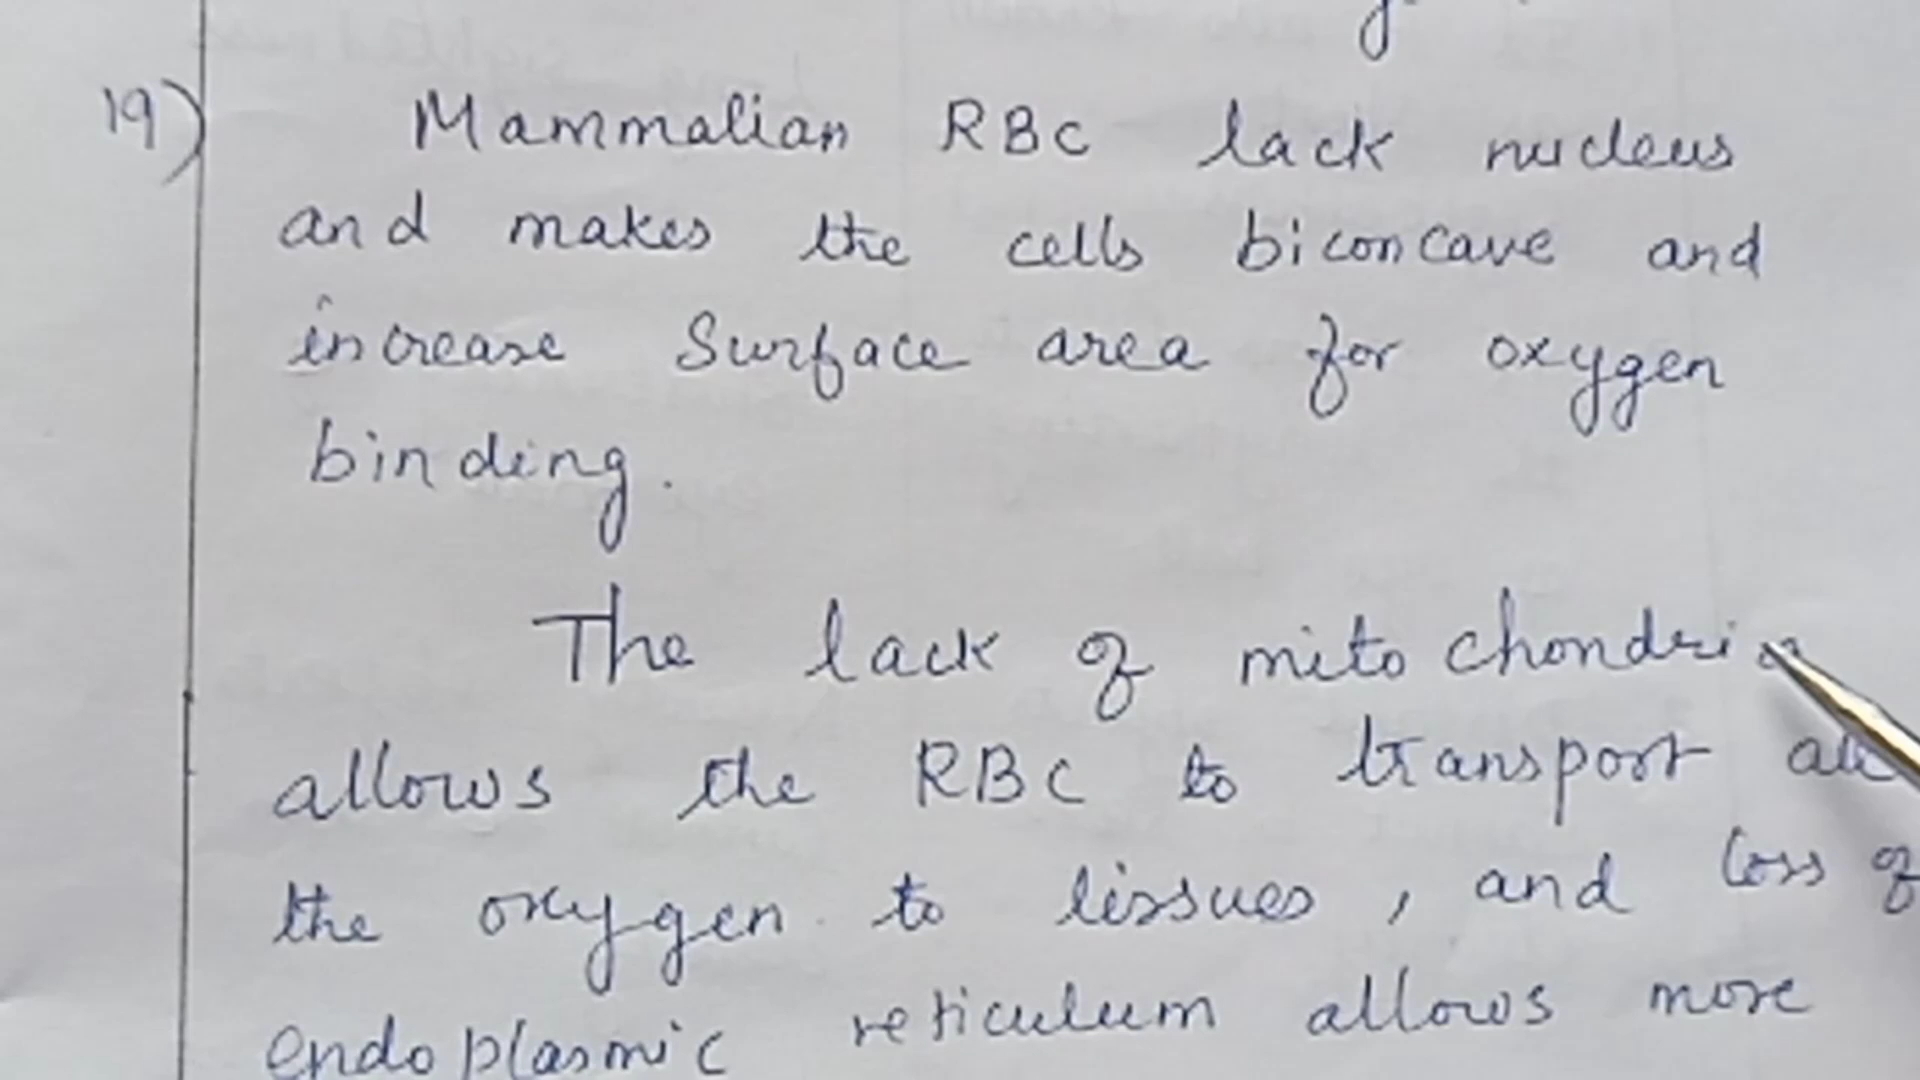 19) Mammalian RBC lack nucleus
and makes the cells biconcave and
increase Surface area for oxygen
binding.
The lack of mitochondria
allows the RBC to transport all
the oxygen to tissues, and loss of
endoplasmic reticulum allows more